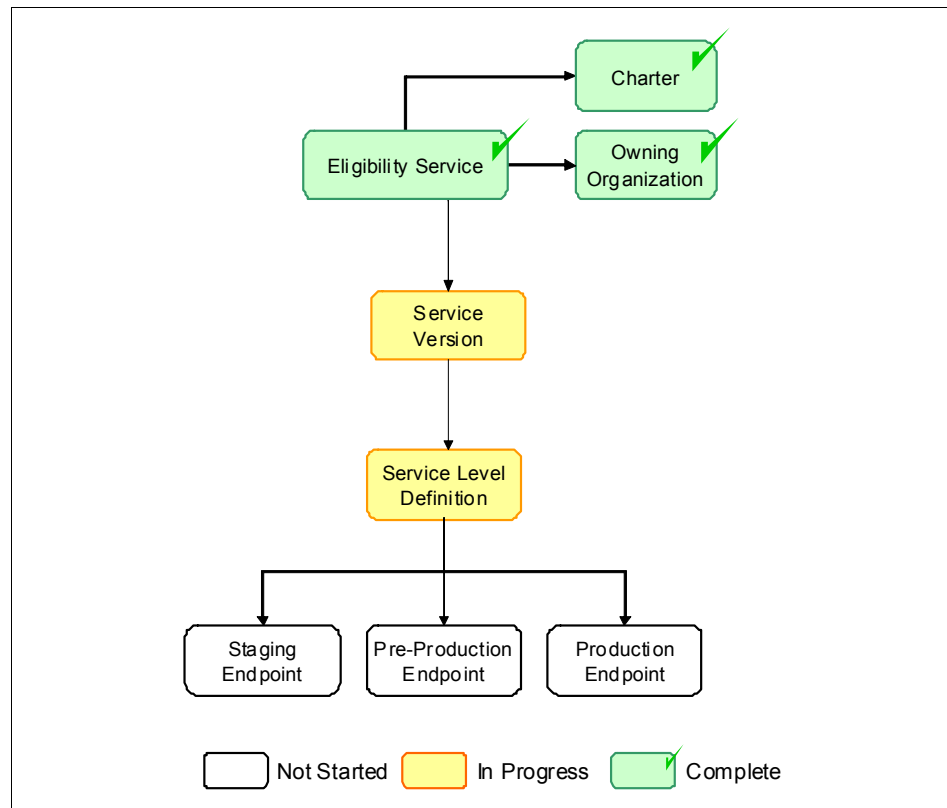 Charter
Eligibility Service
Owning
Organization
Service
Version
Service Level
Definition
Staging
Endpoint
Pre-Production
Endpoint
Production
Endpoint
Not Started
In Progress
Complete